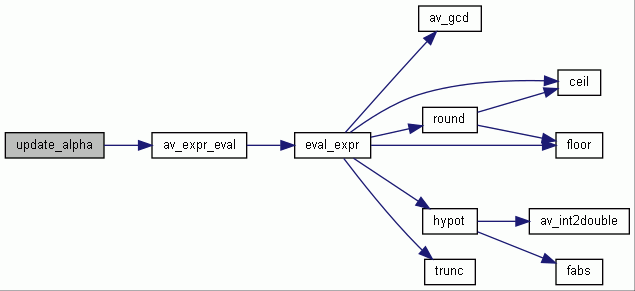 av_gcd
ceil
round
update_alpha
av_expr_eval
eval_expr
floor
hypot
av_int2double
trunc
fabs